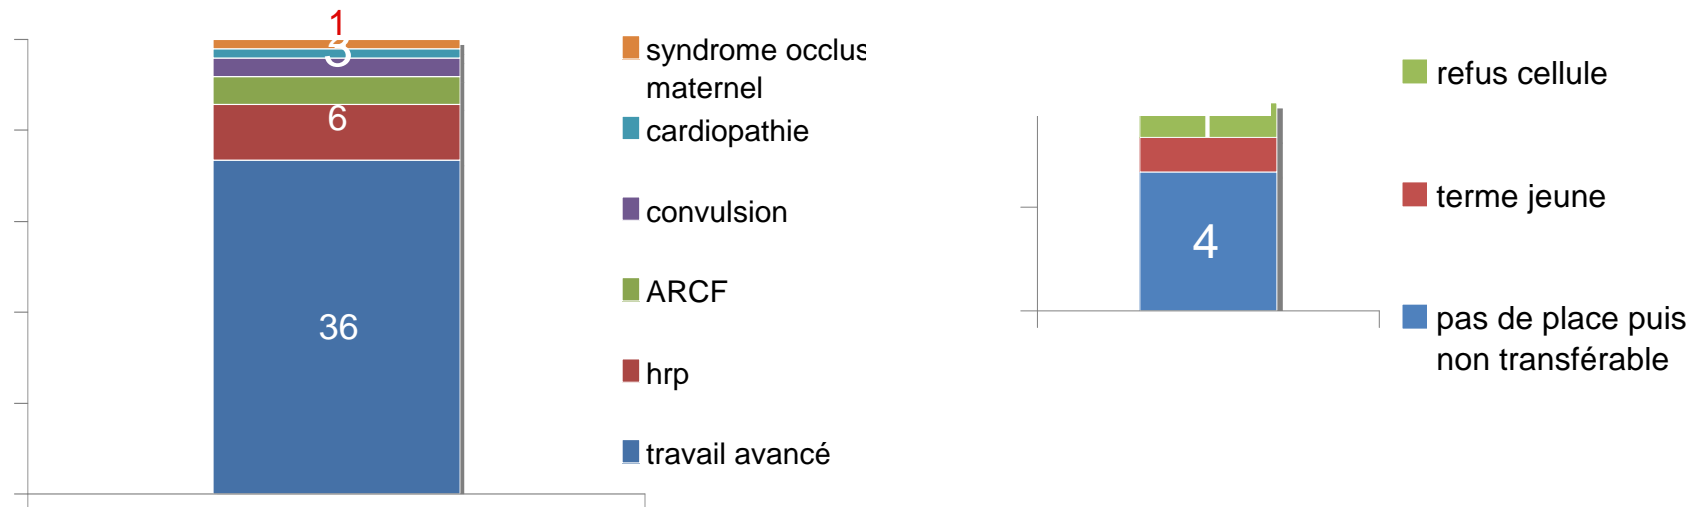 1
3
6
36
syndrome occlus
maternel
cardiopathie
convulsion
ARCF
hrp
travail avancé
1
4
refus cellule
terme jeune
pas de place puis
non transférable